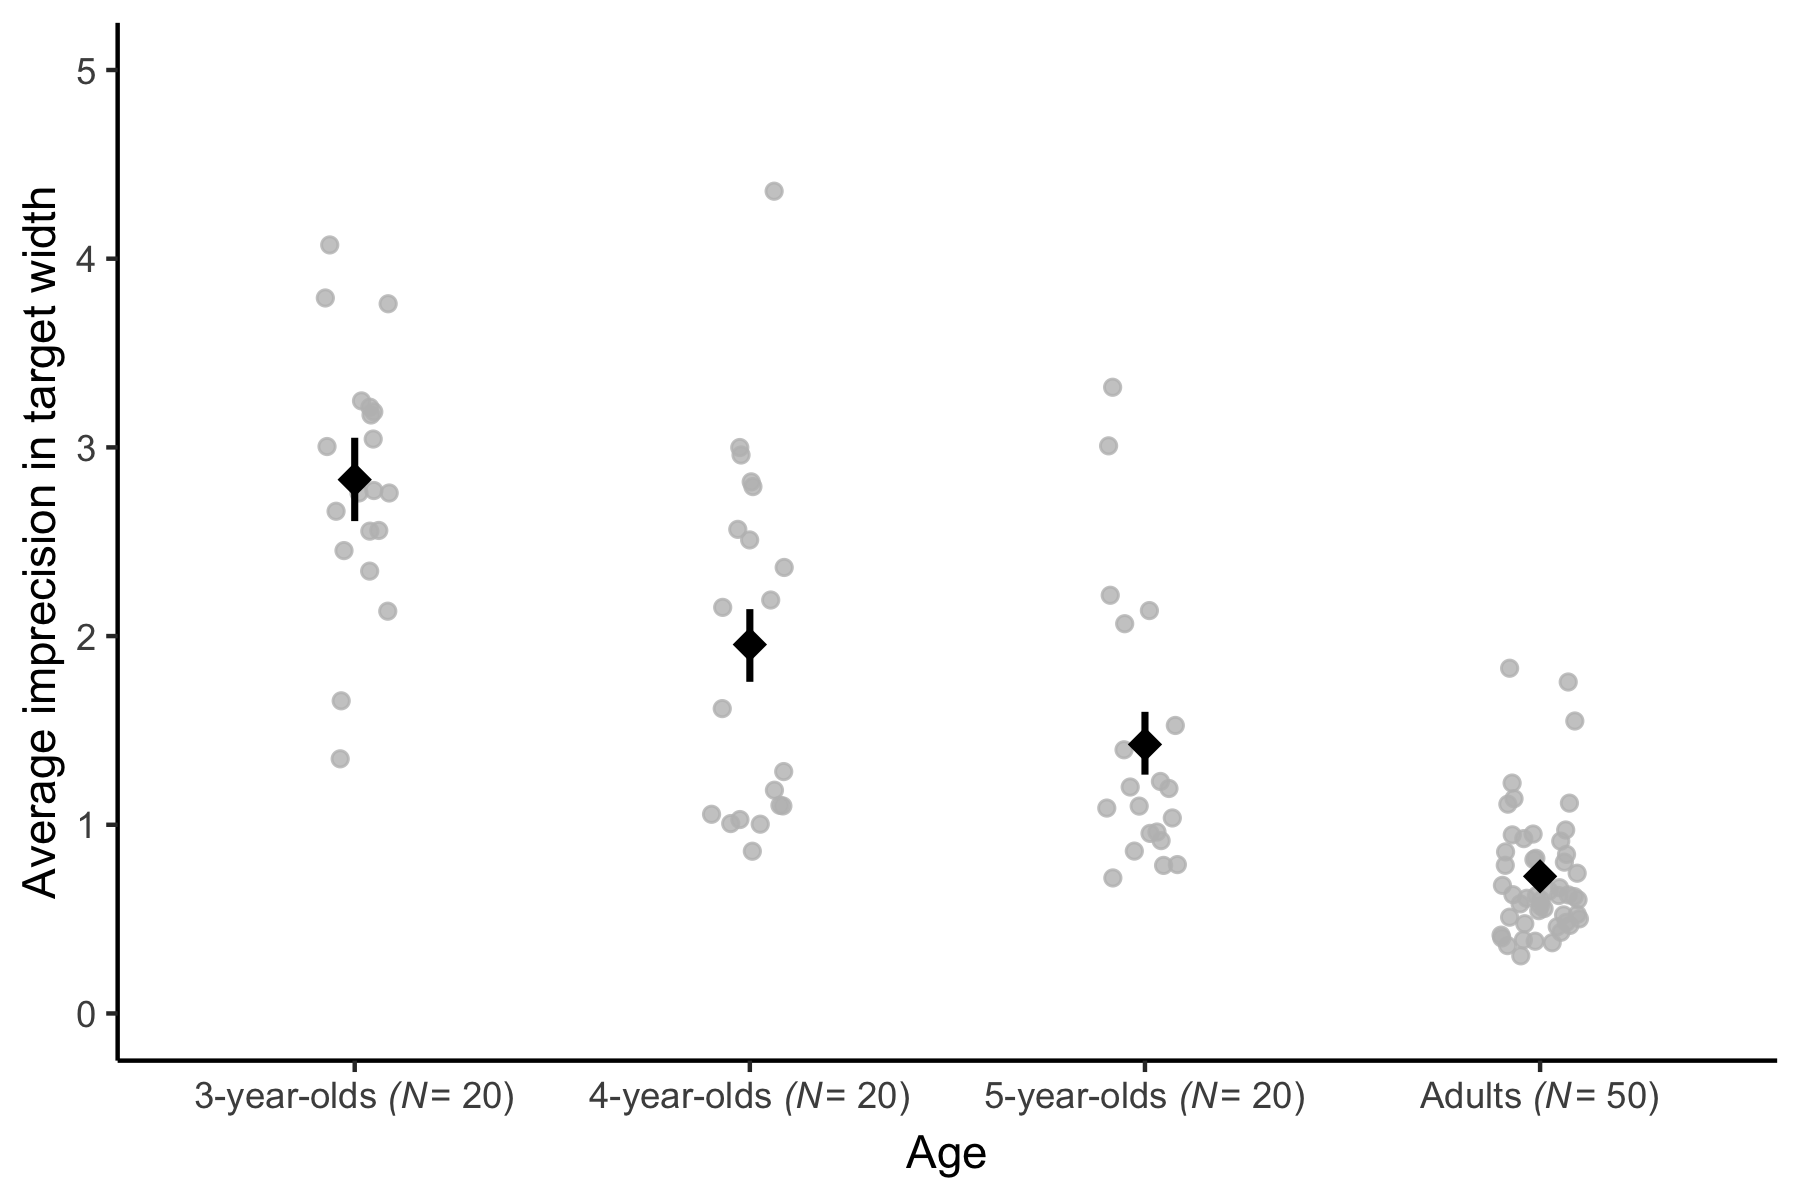 Average imprecision in target width
5
4
3
2
1
0
3-year-olds (N= 20)
4-year-olds (N= 20)
5-year-olds (N= 20)
Adults (N= 50)
Age